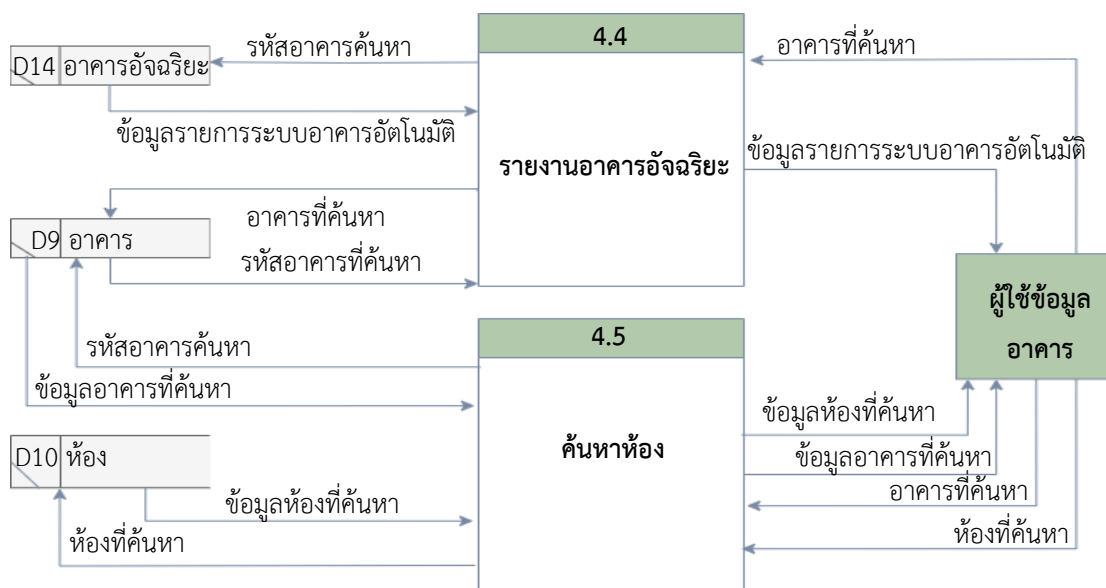 4.4
รหัสอาคารค้นหา
อาคารที่ค้นหา
D14 อาคารอัจฉริยะ
ข้อมูลรายการระบบอาคารอัตโนมัติ
ข้อมูลรายการระบบอาคารอัตโนมัติ
รายงานอาคารอัจฉริยะ
อาคารที่ค้นหา
D9 อาคาร
รหัสอาคารที่ค้นหา
ผู้ใช้ข้อมูล
อาคาร
4.5
รหัสอาคารค้นหา
ข้อมูลอาคารที่ค้นหา
ข้อมูลห้องที่ค้นหา
D10 ห้อง
ค้นหาห้อง
ข้อมูลอาคารที่ค้นหา
อาคารที่ค้นหา
ข้อมูลห้องที่ค้นหา
ห้องที่ค้นหา
ห้องที่ค้นหา